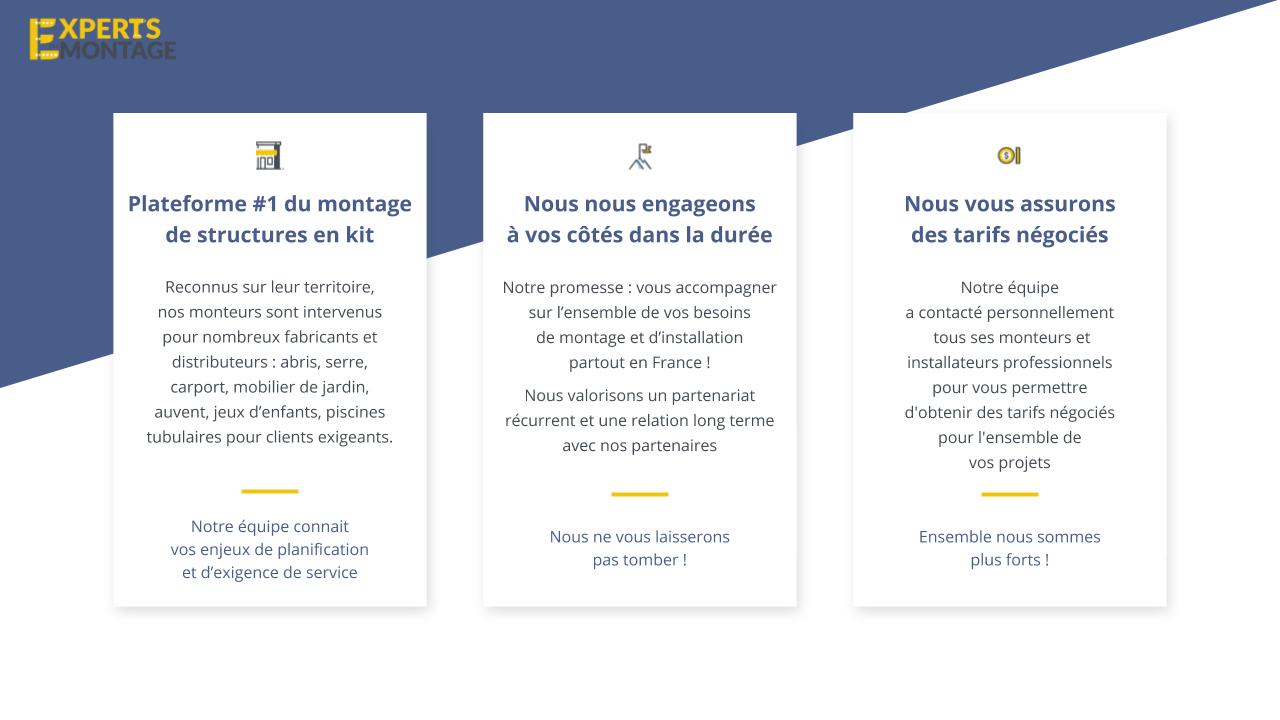 EXPERTS
MONTAGE
Plateforme #1 du montage
de structures en kit
Reconnus sur leur territoire,
nos monteurs sont intervenus
pour nombreux fabricants et
distributeurs : abris, serre,
carport, mobilier de jardin,
auvent, jeux d’enfants, piscines
tubulaires pour clients exigeants.
Notre équipe connait
vos enjeux de planification
et d’exigence de service
Nous nous engageons
à vos côtés dans la durée
Notre promesse : vous accompagner
sur l’ensemble de vos besoins
de montage et d’installation
partout en France !
Nous valorisons un partenariat
récurrent et une relation long terme
avec nos partenaires
Nous ne vous laisserons
pas tomber !
Nous vous assurons
des tarifs négociés
Notre équipe
a contacté personnellement
tous ses monteurs et
installateurs professionnels
pour vous permettre
d'obtenir des tarifs négociés
pour l'ensemble de
vos projets
Ensemble nous sommes
plus forts !